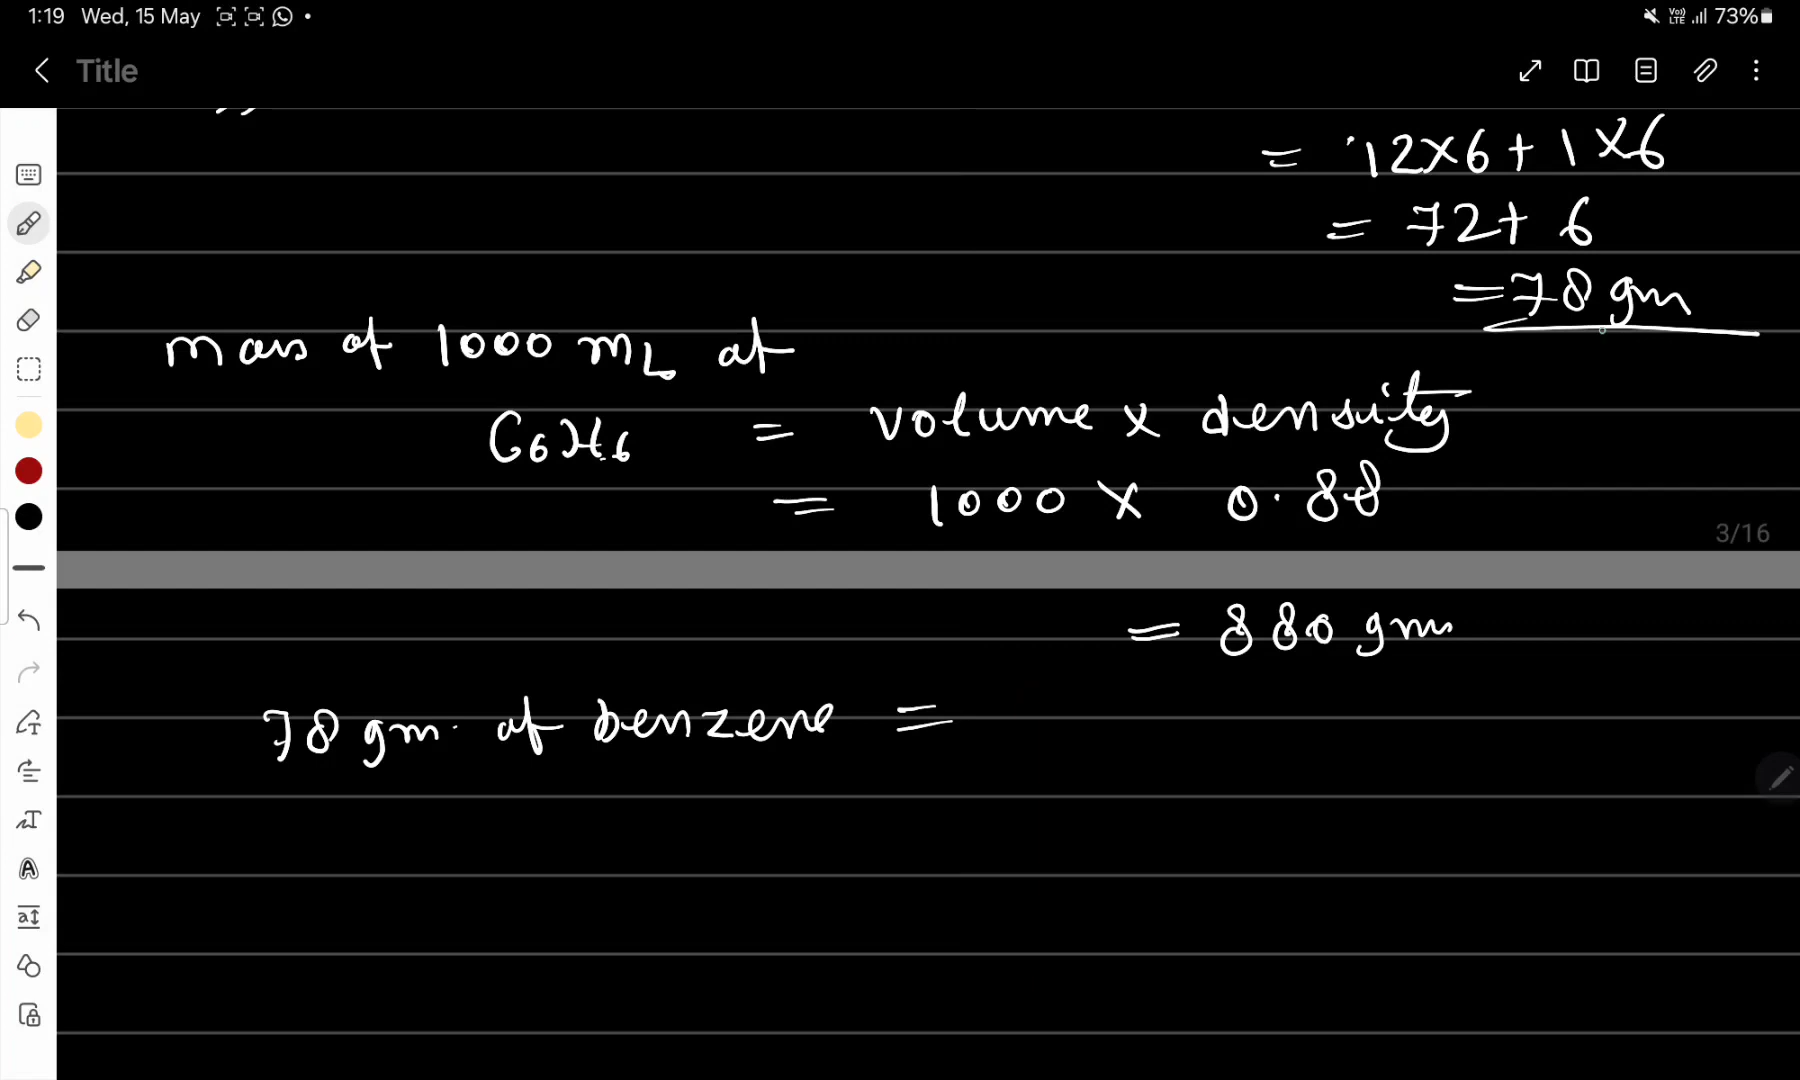 1:19 Wed, 15 May
73%
Title
= 12×6+1×6
= 72+ 6
=78 gm
mass of 1000 mL of
C6H6 = volume × density
= 1000 × 0.88
3/16
= 880 gm
78 gm. of benzene =